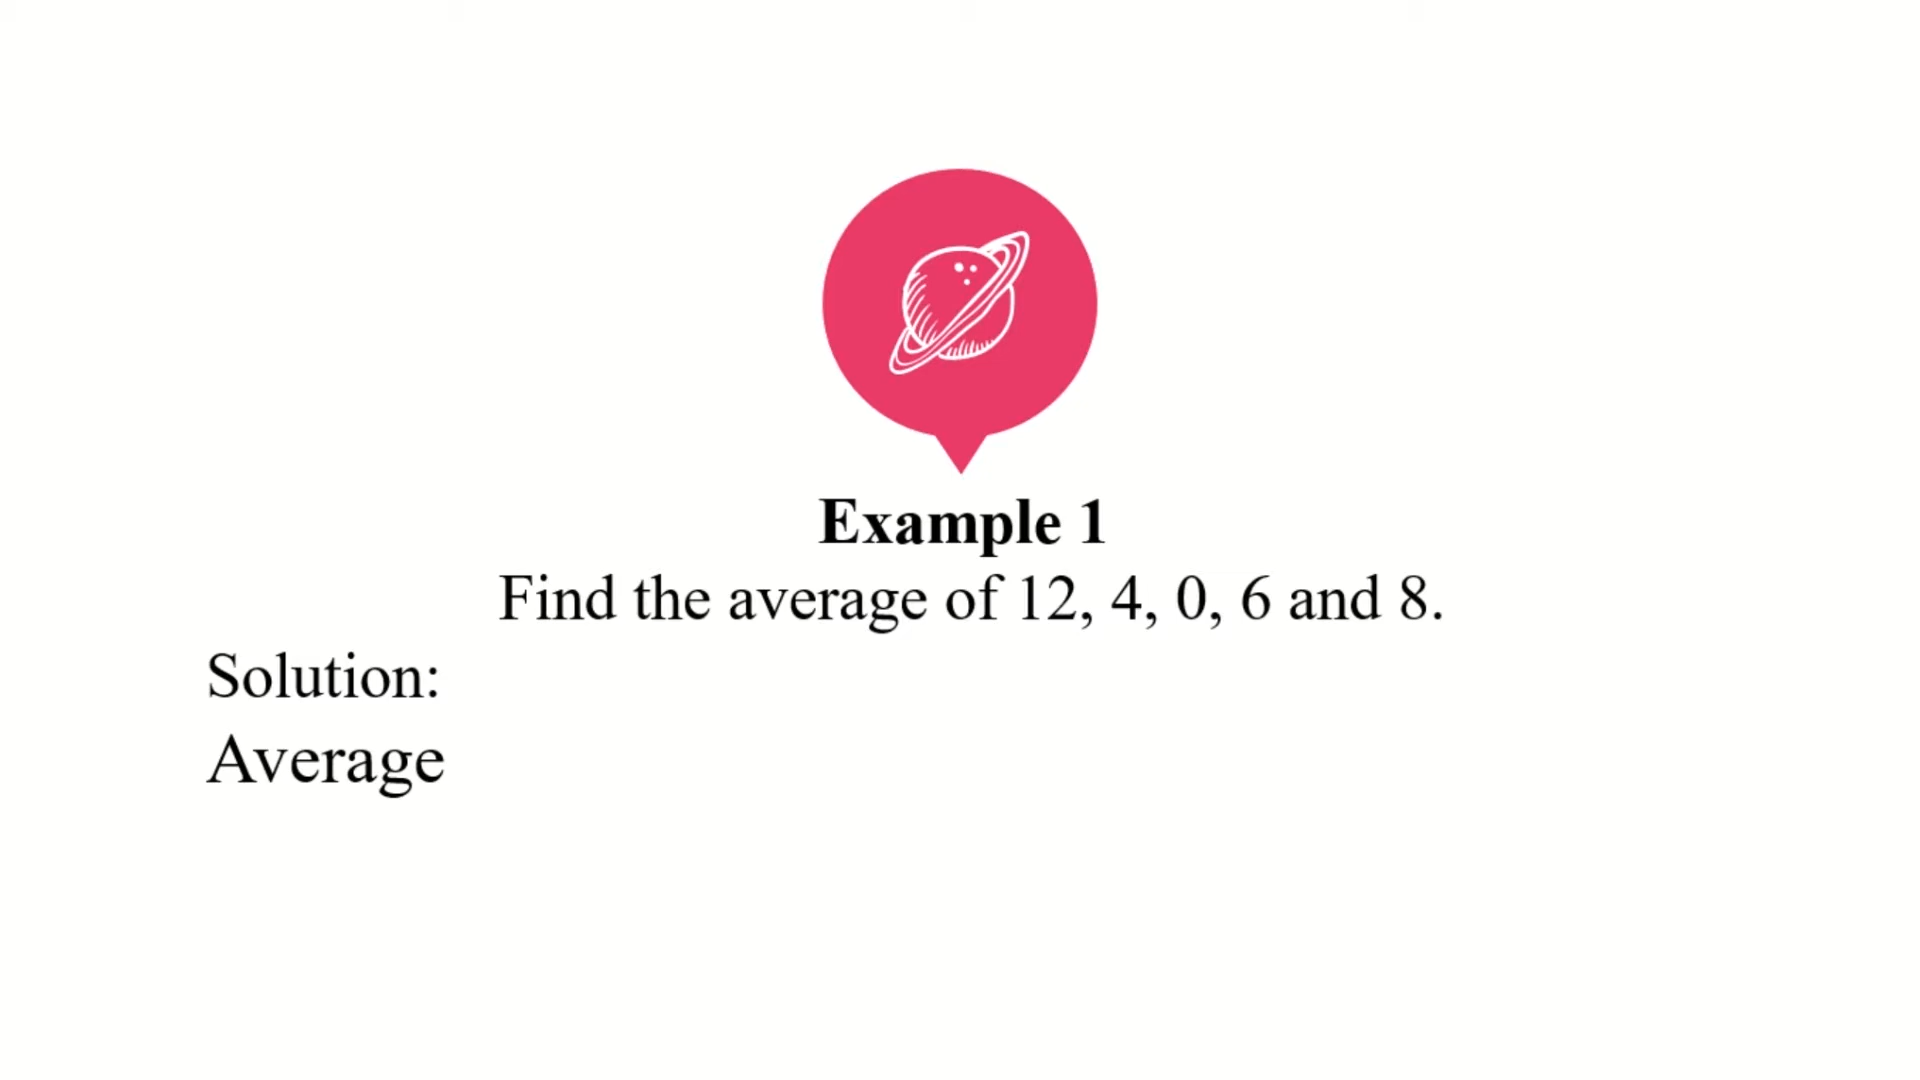 Example 1
Find the average of 12, 4, 0, 6 and 8.
Solution:
Average